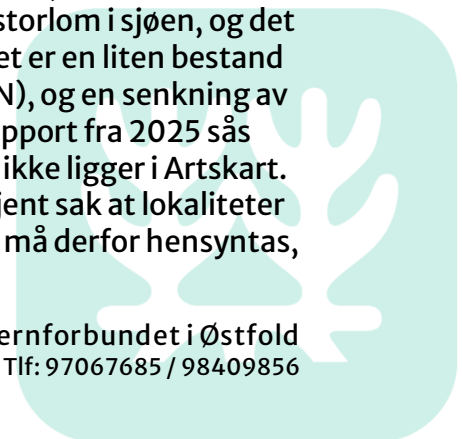 storlom i sjøen, og det
et er en liten bestand
N), og en senkning av
pport fra 2025 sås
ikke ligger i Artskart.
jent sak at lokaliteter
må derfor hensyntas,
ernforbundet i Østfold
Tlf: 97067685 / 98409856